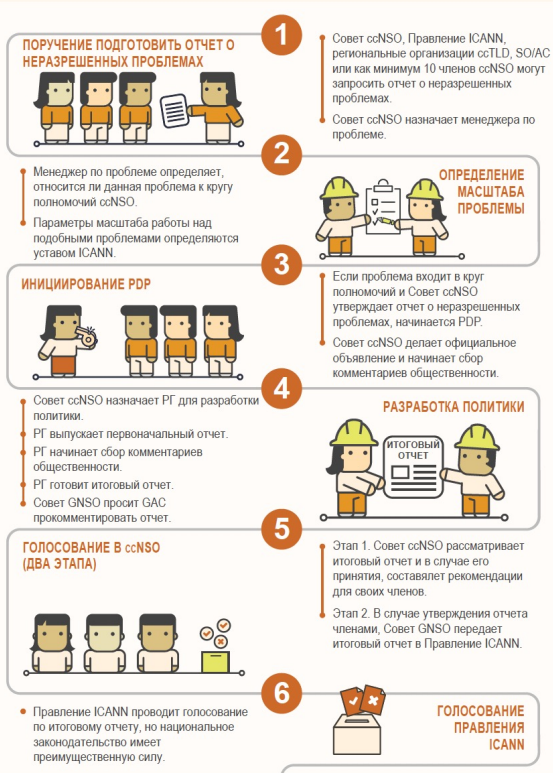 1
ПОРУЧЕНИЕ ПОДГОТОВИТЬ ОТЧЕТ О
НЕРАЗРЕШЕННЫХ ПРОБЛЕМАХ
Совет ccNSO, Правление ICANN,
региональные организации ccTLD, SO/AC
или как минимум 10 членов ccNSO могут
запросить отчет о неразрешенных
проблемах.
Совет ccNSO назначает менеджера по
проблеме.
2
ОПРЕДЕЛЕНИЕ
МАСШТАБА
ПРОБЛЕМЫ
Менеджер по проблеме определяет,
относится ли данная проблема к кругу
полномочий ccNSO.
Параметры масштаба работы над
подобными проблемами определяются
уставом ICANN.
3
ИНИЦИИРОВАНИЕ PDP
Если проблема входит в круг
полномочий и Совет ccNSO
утверждает отчет о неразрешенных
проблемах, начинается PDP.
Совет ccNSO делает официальное
объявление и начинает сбор
комментариев общественности.
4
РАЗРАБОТКА ПОЛИТИКИ
Совет ccNSO назначает РГ для разработки
политики.
РГ выпускает первоначальный отчет.
РГ начинает сбор комментариев
общественности.
РГ готовит итоговый отчет.
Совет GNSO просит GAC
прокомментировать отчет.
ИТОГОВЫЙ
ОТЧЕТ
5
ГОЛОСОВАНИЕ В ccNSO
(ДВА ЭТАПА)
Этап 1. Совет ccNSO рассматривает
итоговый отчет и в случае его
принятия, составялет рекомендации
для своих членов.
Этап 2. В случае утверждения отчета
членами, Совет GNSO передает
итоговый отчет в Правление ICANN.
6
ГОЛОСОВАНИЕ
ПРАВЛЕНИЯ
ICANN
Правление ICANN проводит голосование
по итоговому отчету, но национальное
законодательство имеет
преимущественную силу.